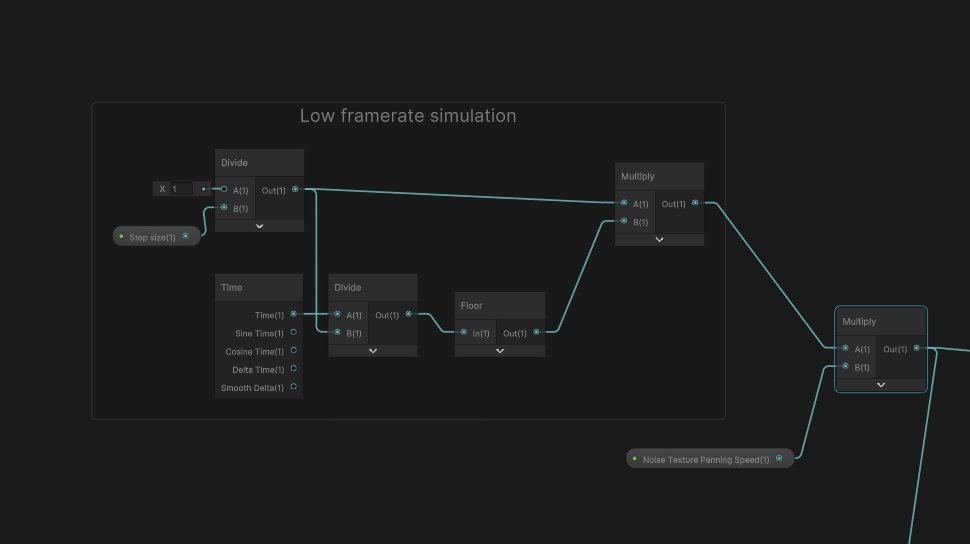 Low framerate simulation
Divide
X 1
A(1) Out(1)
B(1)
Step size(1)
Multiply
A(1) Out(1)
B(1)
Time
Time(1)
Sine Time(1)
Cosine Time(1)
Delta Time(1)
Smooth Delta(1)
Divide
A(1) Out(1)
B(1)
Floor
In(1) Out(1)
Multiply
A(1) Out(1)
B(1)
Noise Texture Panning Speed(1)